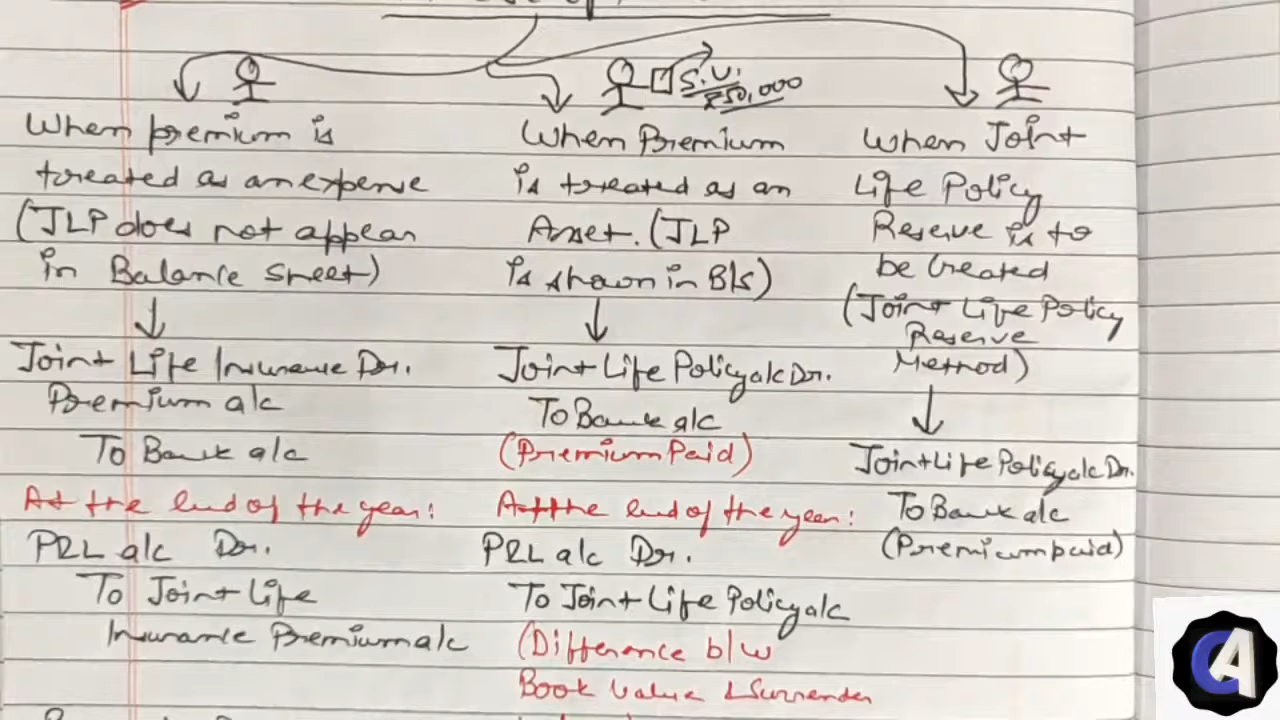 S.V.
₹50,000
When premium is
treated as an expense
(JLP does not appear
in Balance Sheet)
Joint Life Insurance Dr.
Premium a/c
To Bank a/c
At the end of the year:
P&L a/c Dr.
To Joint Life
Insurance Premium a/c
When Premium
is treated as an
Asset. (JLP
is shown in B/s)
Joint Life Policy a/c Dr.
To Bank a/c
(Premium Paid)
At the end of the year:
P&L a/c Dr.
To Joint Life Policy a/c
(Difference b/w
Book Value & Surrender
When Joint
Life Policy
Reserve is to
be Created
(Joint Life Policy
Reserve
Method)
Joint Life Policy a/c Dr.
To Bank a/c
(Premium paid)
CA